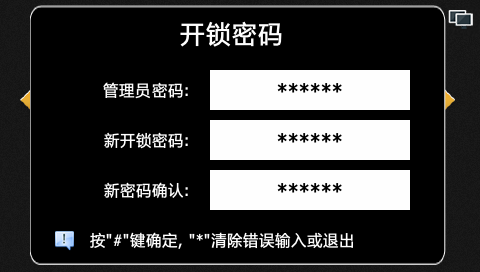 开锁密码
管理员密码: ******
新开锁密码: ******
新密码确认: ******
按"#"键确定, "*"清除错误输入或退出